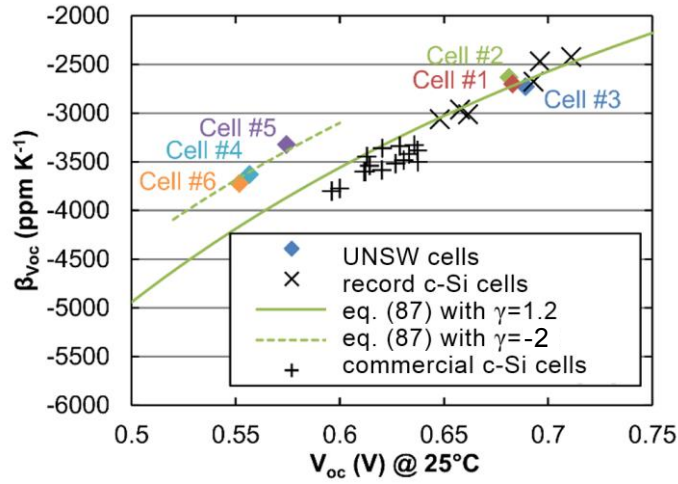 -2000
-2500
-3000
-3500
-4000
-4500
-5000
-5500
-6000
β_Voc (ppm K⁻¹)
Cell #2
Cell #1
Cell #3
Cell #5
Cell #4
Cell #6
UNSW cells
record c-Si cells
eq. (87) with γ=1.2
eq. (87) with γ=-2
commercial c-Si cells
0.5 0.55 0.6 0.65 0.7 0.75
V_oc (V) @ 25°C